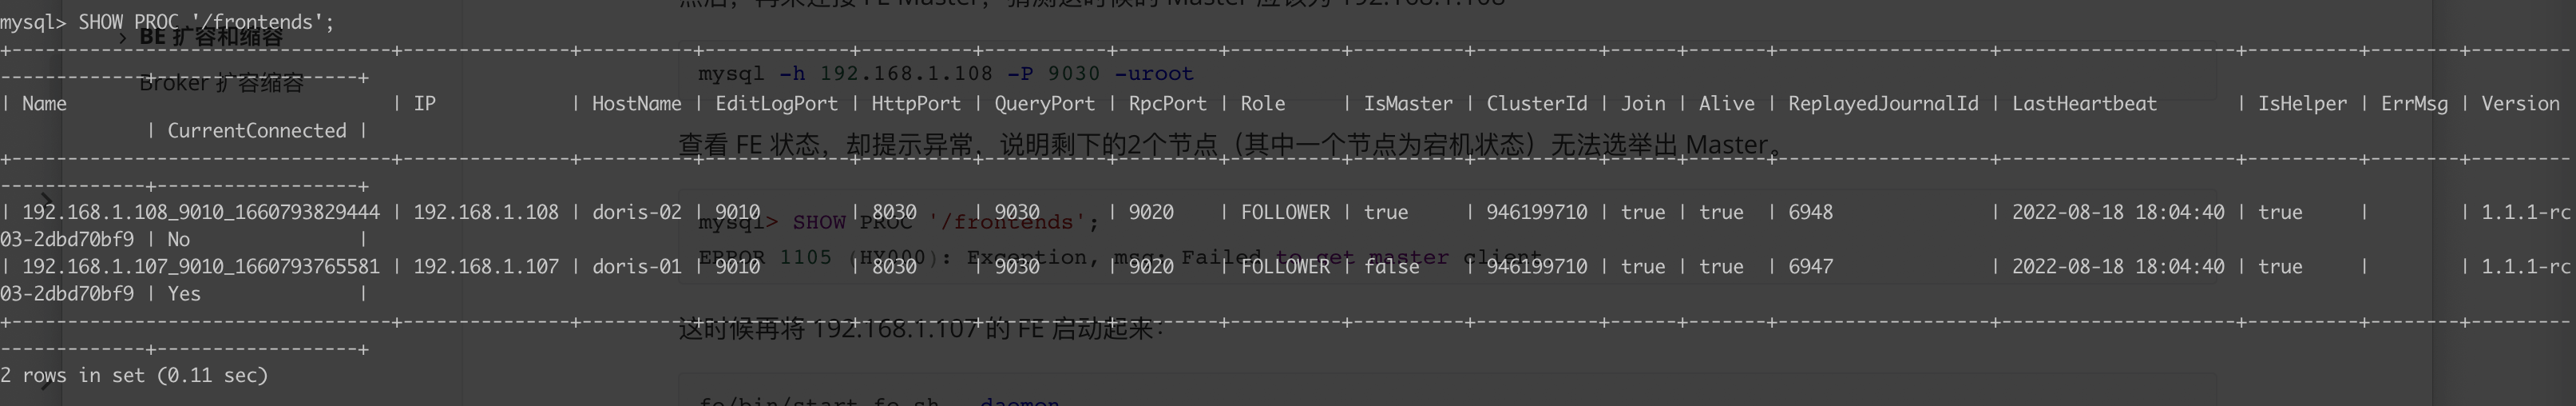 然后，再来连接 FE Master，猜测这时候的 Master 应该为 192.168.1.108
mysql> SHOW PROC '/frontends';
BE 扩容和缩容
+----------------------------+----------------+----------+-------------+----------+-----------+---------+----------+----------+-----------+------+-------+-------------------+---------------------+----------+--------+---------
-------------+------------------+
mysql -h 192.168.1.108 -P 9030 -uroot
Broker 扩容缩容
| Name | IP | HostName | EditLogPort | HttpPort | QueryPort | RpcPort | Role | IsMaster | ClusterId | Join | Alive | ReplayedJournalId | LastHeartbeat | IsHelper | ErrMsg | Version
| CurrentConnected |
查看 FE 状态，却提示异常，说明剩下的2个节点（其中一个节点为宕机状态）无法选举出 Master。
| 192.168.1.108_9010_1660793829444 | 192.168.1.108 | doris-02 | 9010 | 8030 | 9030 | 9020 | FOLLOWER | true | 946199710 | true | true | 6948 | 2022-08-18 18:04:40 | true | | 1.1.1-rc
mysql> SHOW PROC '/frontends';
03-2dbd70bf9 | No |
ERROR 1105 (HY000): Exception, msg: Failed to get master client.
| 192.168.1.107_9010_1660793765581 | 192.168.1.107 | doris-01 | 9010 | 8030 | 9030 | 9020 | FOLLOWER | false | 946199710 | true | true | 6947 | 2022-08-18 18:04:40 | true | | 1.1.1-rc
03-2dbd70bf9 | Yes |
这时候再将 192.168.1.107 的 FE 启动起来：
2 rows in set (0.11 sec)
fe/bin/start_fe.sh --daemon